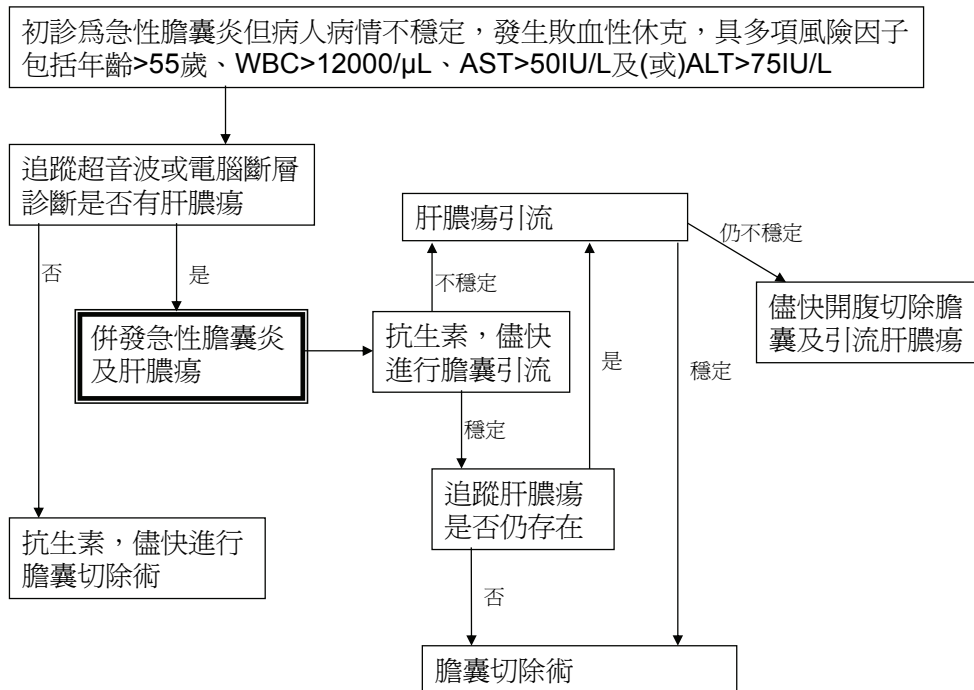 初診為急性膽囊炎但病人病情不穩定，發生敗血性休克，具多項風險因子
包括年齡>55歲、WBC>12000/μL、AST>50IU/L及(或)ALT>75IU/L
追蹤超音波或電腦斷層
診斷是否有肝膿瘍
否
是
併發急性膽囊炎
及肝膿瘍
抗生素，儘快進行
膽囊切除術
肝膿瘍引流
不穩定
抗生素，儘快
進行膽囊引流
穩定
追蹤肝膿瘍
是否仍存在
是
否
穩定
仍不穩定
儘快開腹切除膽
囊及引流肝膿瘍
膽囊切除術